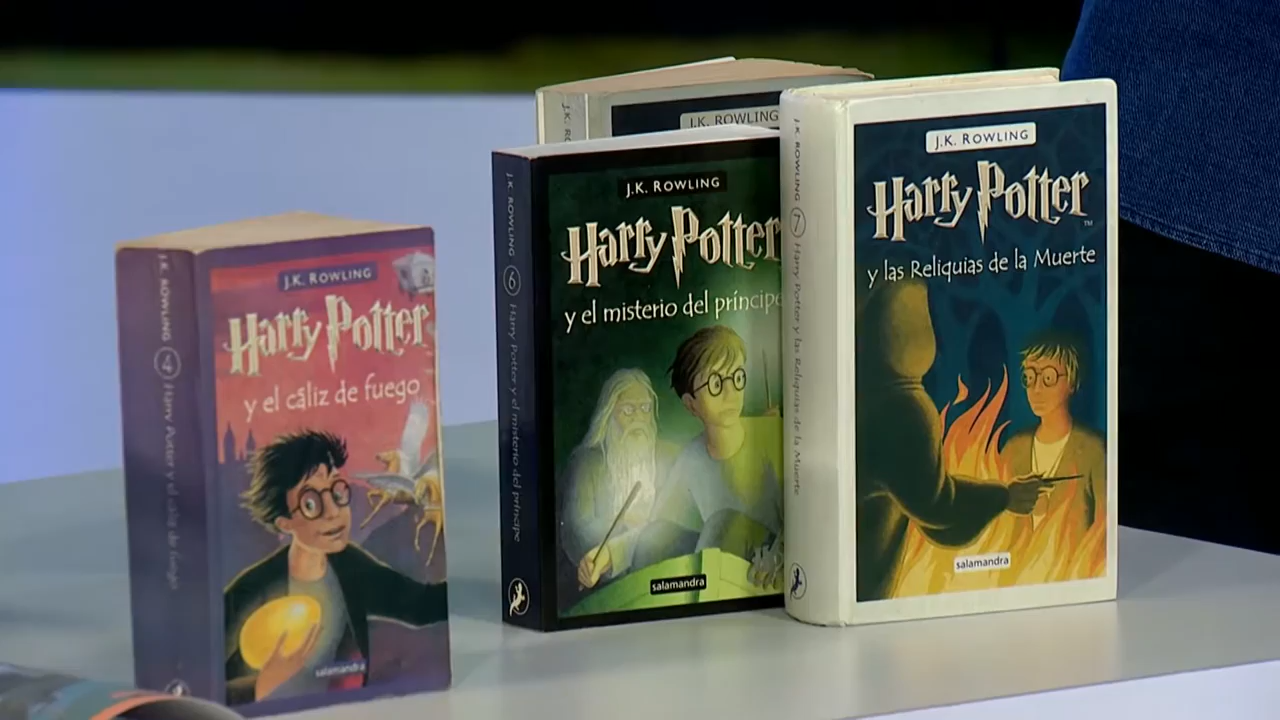 J.K. ROWLING 4 Harry Potter y el cáliz de fuego
J.K. ROWLING
Harry Potter
y el cáliz de fuego
salamandra
J.K. ROWLING
J.K. ROWLING 6 Harry Potter y el misterio del príncipe
J.K. ROWLING
Harry Potter
y el misterio del príncipe
salamandra
J.K. ROWLING 7 Harry Potter y las Reliquias de la Muerte
J.K. ROWLING
Harry Potter™
y las Reliquias de la Muerte
salamandra